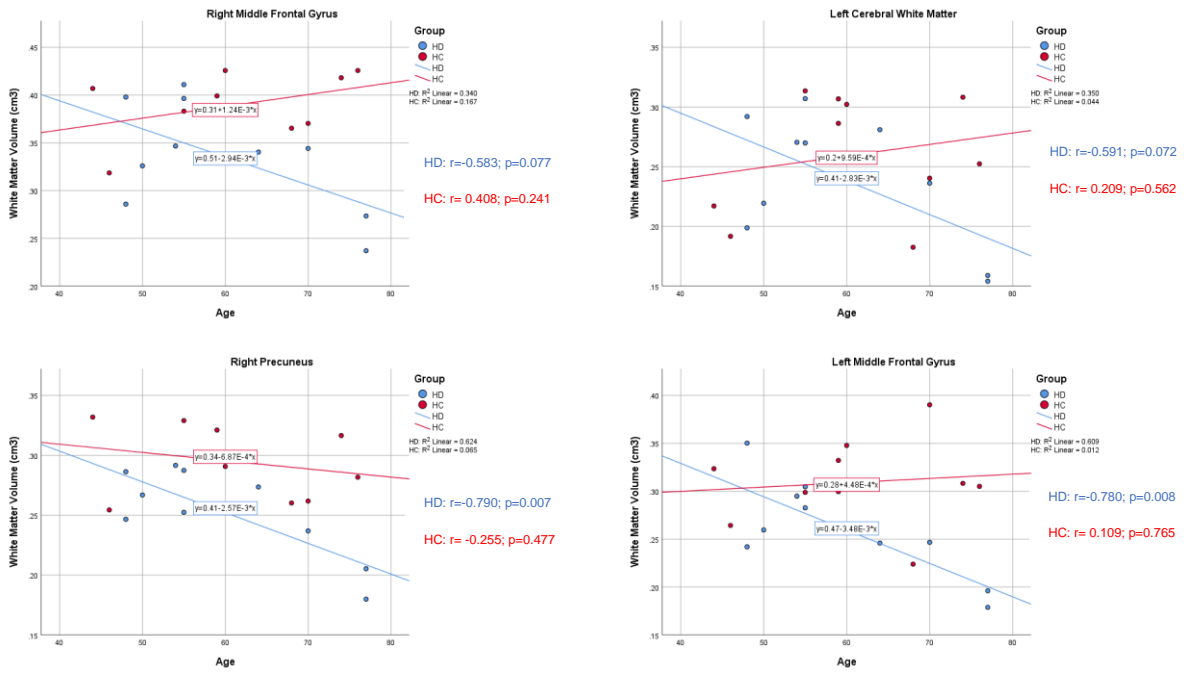 Right Middle Frontal Gyrus
White Matter Volume (cm3)
.45
.40
.35
.30
.25
.20
40
50
60
70
80
Age
y=0.31+1.24E-3*x
y=0.51-2.94E-3*x
Group
HD
HC
HD
HC
HD: R2 Linear = 0.340
HC: R2 Linear = 0.167
HD: r=-0.583; p=0.077
HC: r= 0.408; p=0.241
Left Cerebral White Matter
White Matter Volume (cm3)
.35
.30
.25
.20
.15
40
50
60
70
80
Age
y=0.2+9.59E-4*x
y=0.41-2.83E-3*x
Group
HD
HC
HD
HC
HD: R2 Linear = 0.350
HC: R2 Linear = 0.044
HD: r=-0.591; p=0.072
HC: r= 0.209; p=0.562
Right Precuneus
White Matter Volume (cm3)
.35
.30
.25
.20
.15
40
50
60
70
80
Age
y=0.34-6.87E-4*x
y=0.41-2.57E-3*x
Group
HD
HC
HD
HC
HD: R2 Linear = 0.624
HC: R2 Linear = 0.065
HD: r=-0.790; p=0.007
HC: r= -0.255; p=0.477
Left Middle Frontal Gyrus
White Matter Volume (cm3)
.40
.35
.30
.25
.20
.15
40
50
60
70
80
Age
y=0.28+4.48E-4*x
y=0.47-3.48E-3*x
Group
HD
HC
HD
HC
HD: R2 Linear = 0.609
HC: R2 Linear = 0.012
HD: r=-0.780; p=0.008
HC: r= 0.109; p=0.765